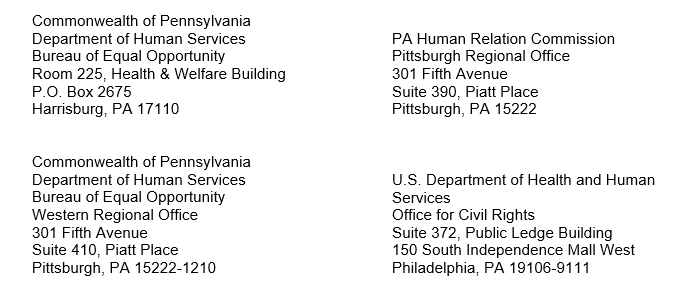 Commonwealth of Pennsylvania
Department of Human Services
Bureau of Equal Opportunity
Room 225, Health & Welfare Building
P.O. Box 2675
Harrisburg, PA 17110
PA Human Relation Commission
Pittsburgh Regional Office
301 Fifth Avenue
Suite 390, Piatt Place
Pittsburgh, PA 15222
Commonwealth of Pennsylvania
Department of Human Services
Bureau of Equal Opportunity
Western Regional Office
301 Fifth Avenue
Suite 410, Piatt Place
Pittsburgh, PA 15222-1210
U.S. Department of Health and Human
Services
Office for Civil Rights
Suite 372, Public Ledge Building
150 South Independence Mall West
Philadelphia, PA 19106-9111